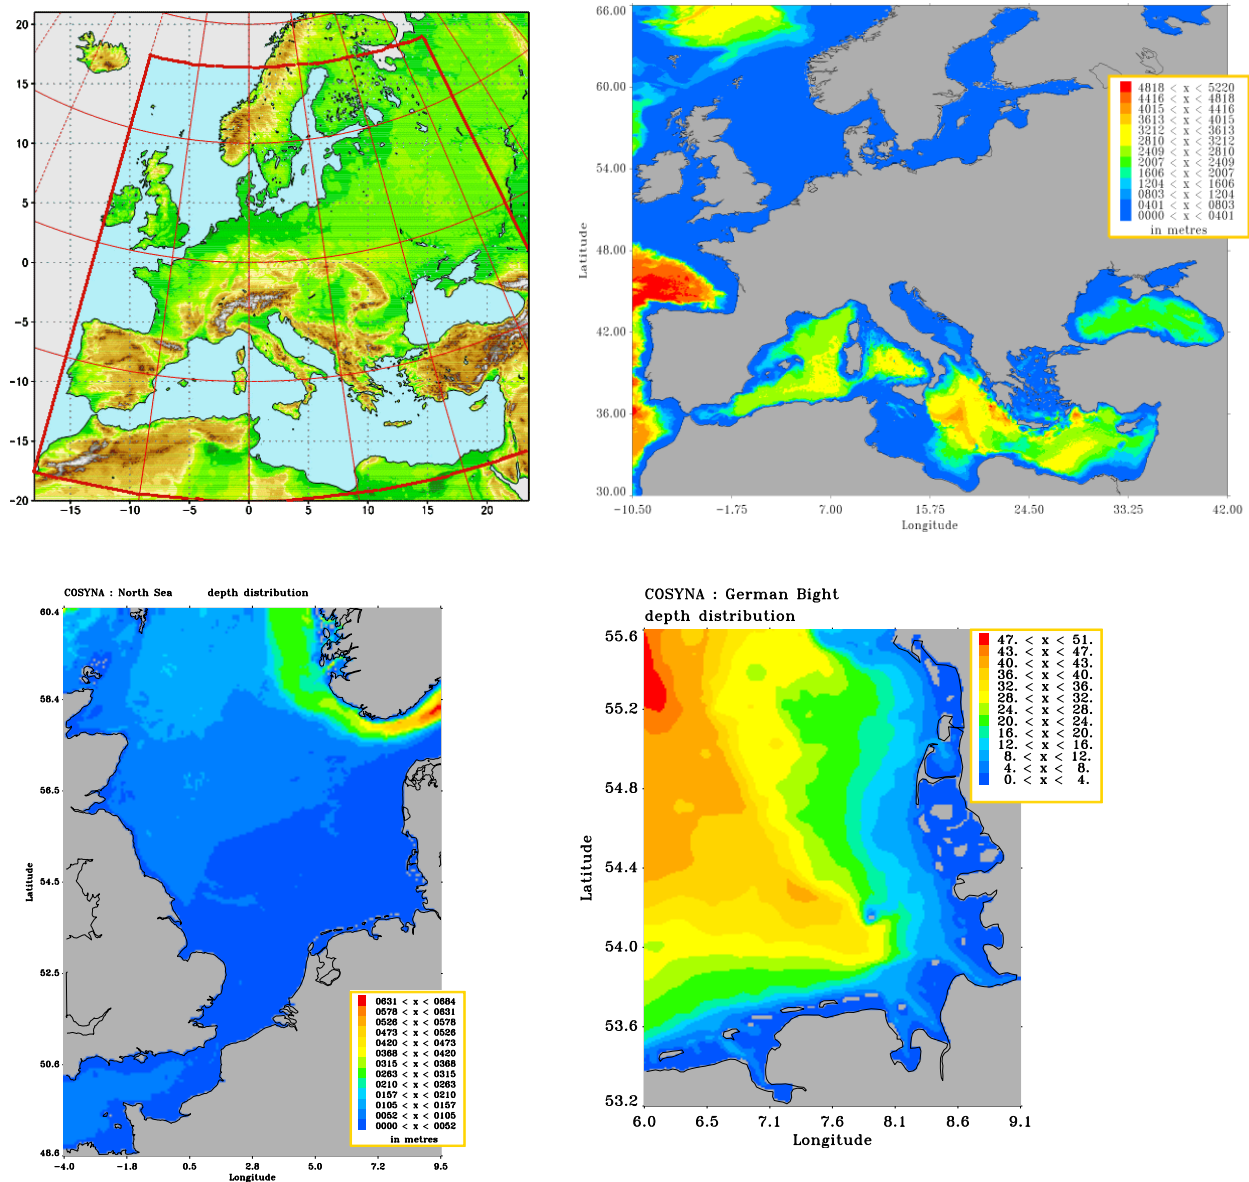 20
15
10
5
0
−5
−10
−15
−20
−15
−10
−5
0
5
10
15
20
66.00
60.00
54.00
48.00
42.00
36.00
30.00
Latitude
−10.50
−1.75
7.00
15.75
24.50
33.25
42.00
Longitude
4818 < x < 5220
4416 < x < 4818
4015 < x < 4416
3613 < x < 4015
3212 < x < 3613
2810 < x < 3212
2409 < x < 2810
2007 < x < 2409
1606 < x < 2007
1204 < x < 1606
0803 < x < 1204
0401 < x < 0803
0000 < x < 0401
in metres
COSYNA : North Sea depth distribution
60.4
58.4
56.5
54.5
52.5
50.6
48.6
Latitude
−4.0
−1.8
0.5
2.8
5.0
7.2
9.5
Longitude
0631 < x < 0684
0578 < x < 0631
0526 < x < 0578
0473 < x < 0526
0420 < x < 0473
0368 < x < 0420
0315 < x < 0368
0263 < x < 0315
0210 < x < 0263
0157 < x < 0210
0105 < x < 0157
0052 < x < 0105
0000 < x < 0052
in metres
COSYNA : German Bight
depth distribution
55.6
55.2
54.8
54.4
54.0
53.6
53.2
Latitude
6.0
6.5
7.1
7.6
8.1
8.6
9.1
Longitude
47. < x < 51.
43. < x < 47.
40. < x < 43.
36. < x < 40.
32. < x < 36.
28. < x < 32.
24. < x < 28.
20. < x < 24.
16. < x < 20.
12. < x < 16.
8. < x < 12.
4. < x < 8.
0. < x < 4.